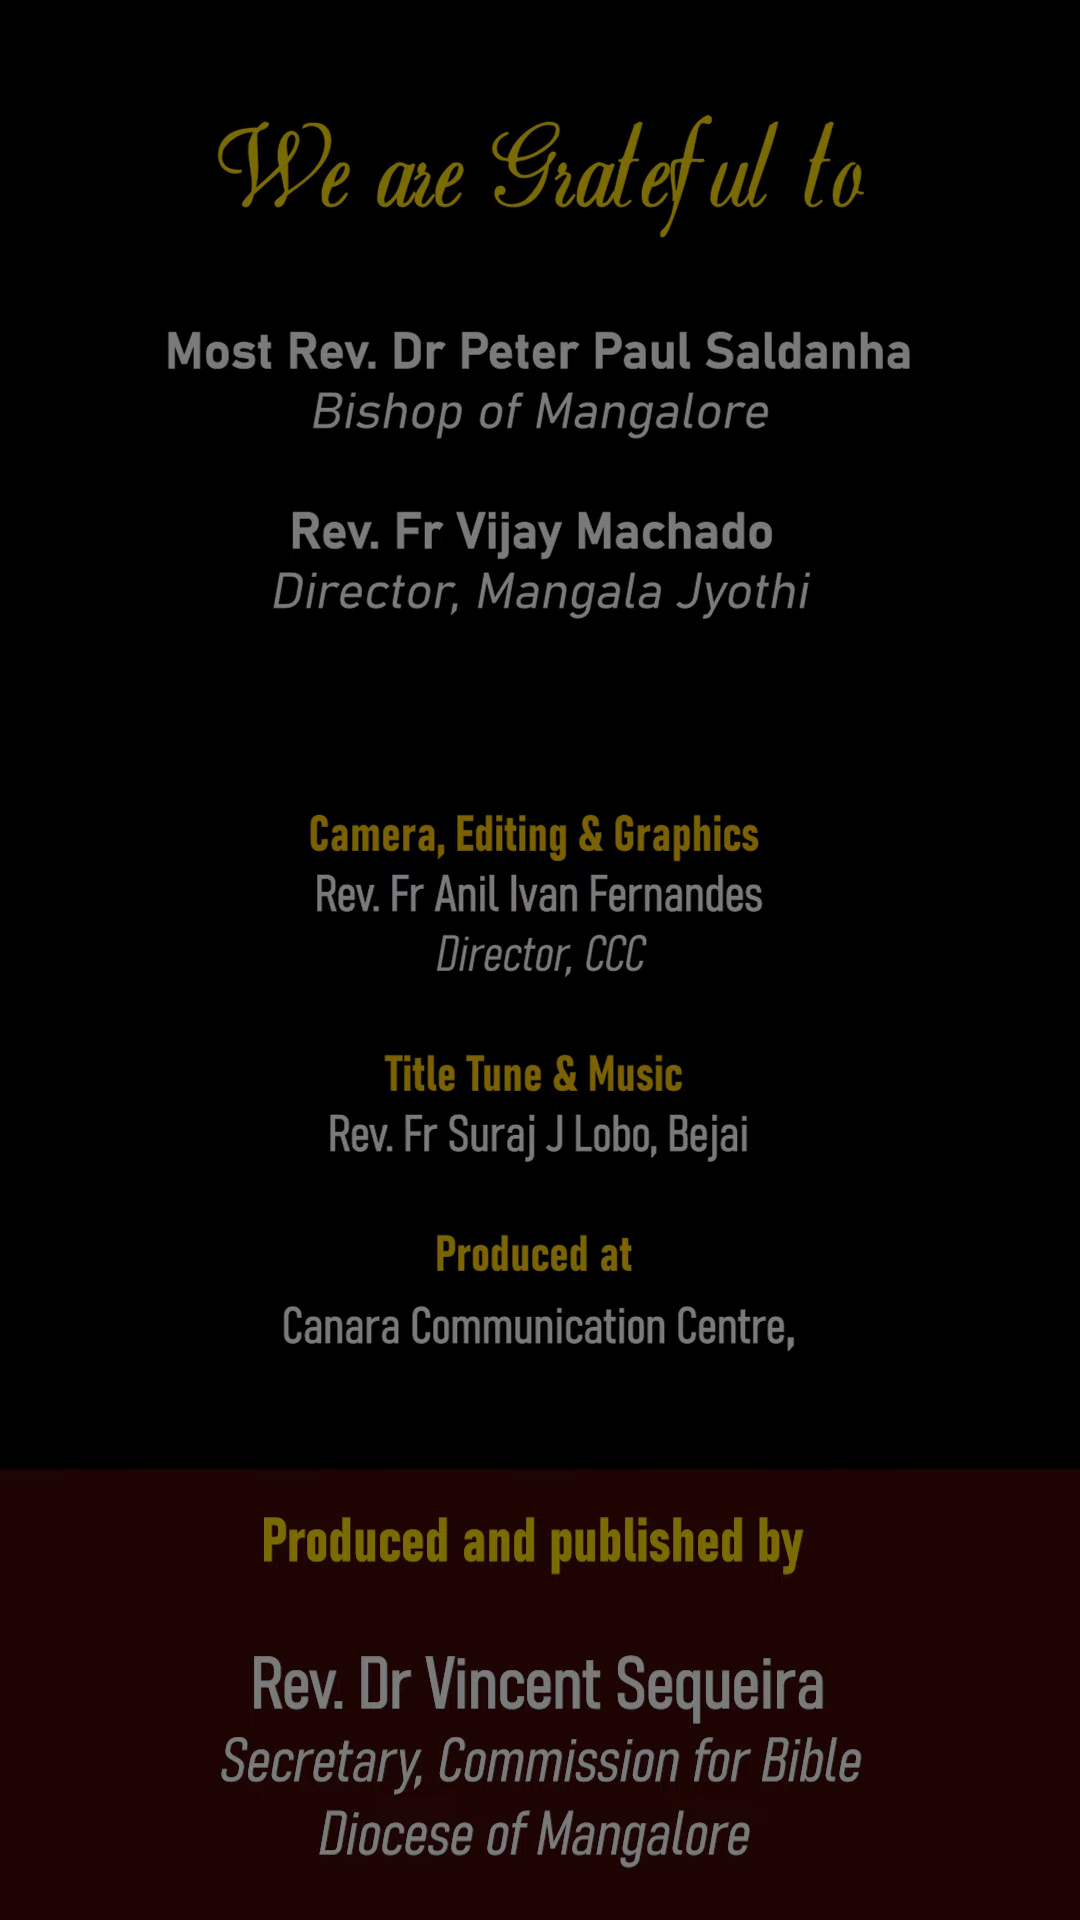 We are Grateful to
Most Rev. Dr Peter Paul Saldanha
Bishop of Mangalore
Rev. Fr Vijay Machado
Director, Mangala Jyothi
Camera, Editing & Graphics
Rev. Fr Anil Ivan Fernandes
Director, CCC
Title Tune & Music
Rev. Fr Suraj J Lobo, Bejai
Produced at
Canara Communication Centre,
Produced and published by
Rev. Dr Vincent Sequeira
Secretary, Commission for Bible
Diocese of Mangalore